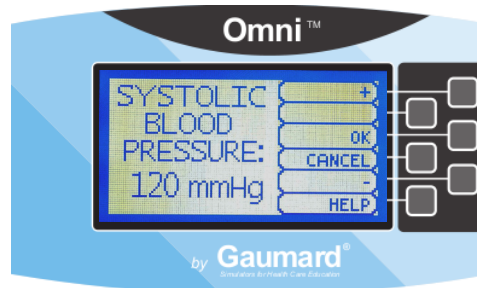 Omni™
SYSTOLIC
BLOOD
PRESSURE:
120 mmHg
+
OK
CANCEL
-
HELP
by Gaumard®
Simulators for Health Care Education